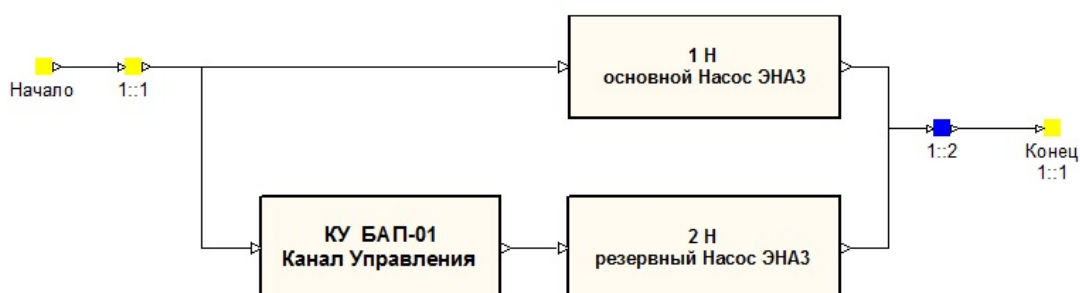 1 Н
основной Насос ЭНАЗ
Начало
1::1
1::2
Конец
1::1
КУ БАП-01
Канал Управления
2 Н
резервный Насос ЭНАЗ